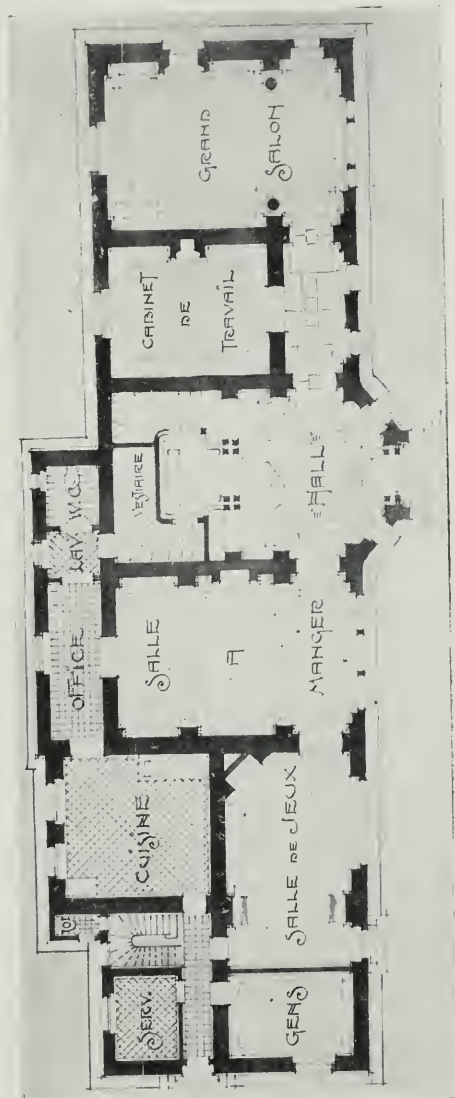 OFFICE
LAV.
W.C.
SERV.
CUISINE
SALLE
A
MANGER
VESTIAIRE
CABINET
DE
TRAVAIL
GRAND
SALON
GENS
SALLE DE JEUX
=HALL=